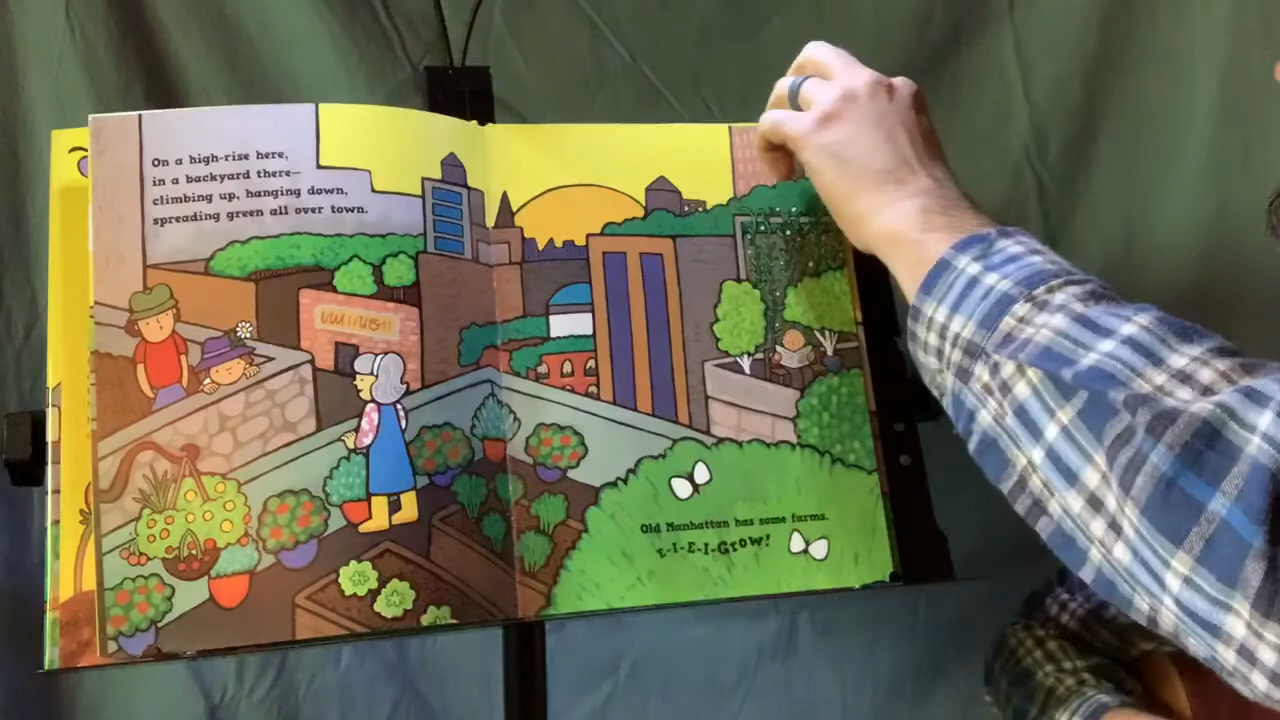 On a high-rise here,
in a backyard there—
climbing up, hanging down,
spreading green all over town.
Old Manhattan has some farms.
E-I-E-I-Grow!